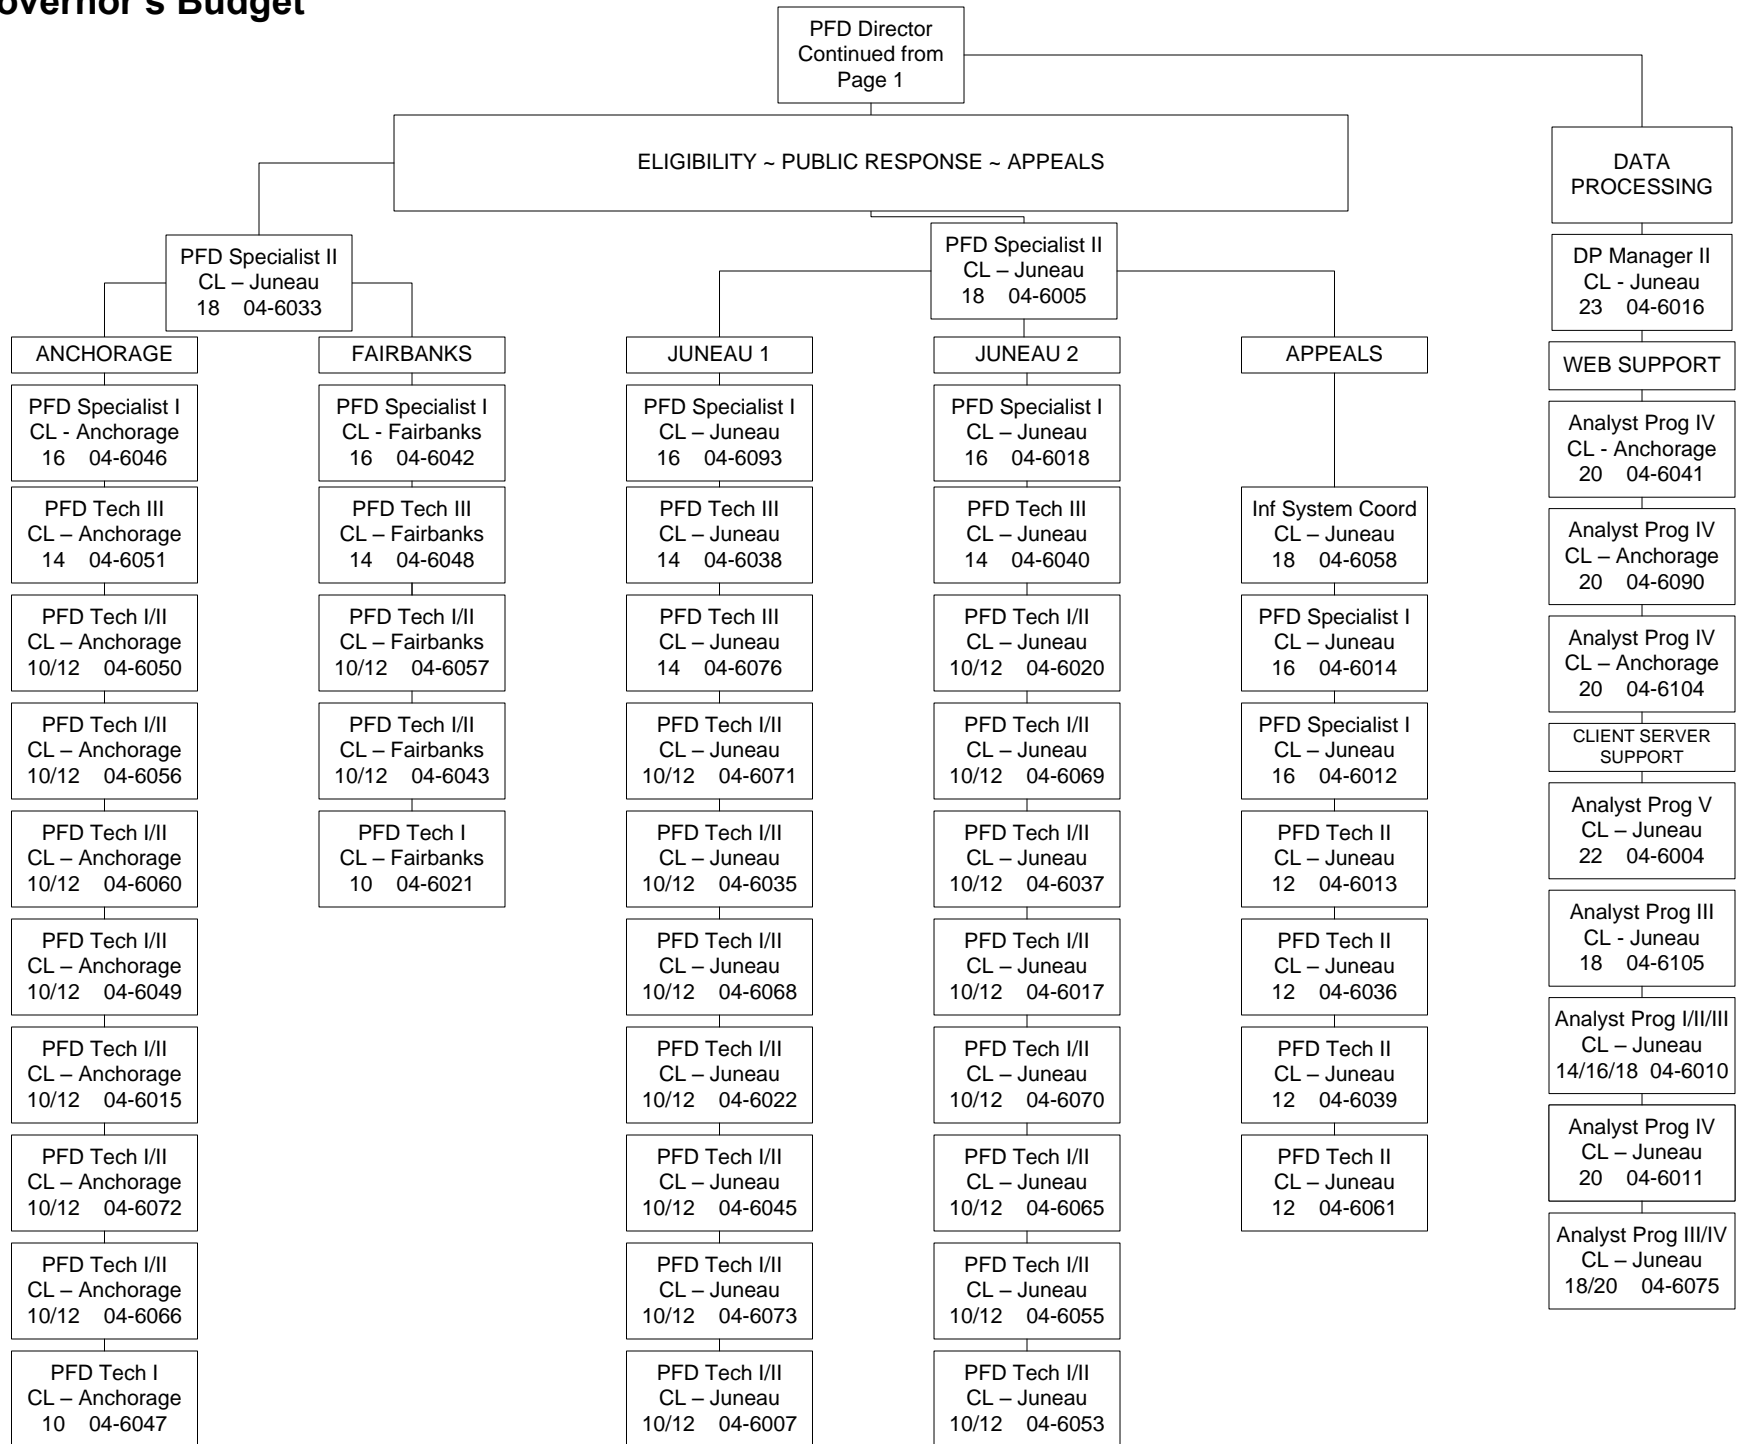 overnor's Budget
PFD Director
Continued from
Page 1
ELIGIBILITY ~ PUBLIC RESPONSE ~ APPEALS
PFD Specialist II
CL – Juneau
18 04-6033
ANCHORAGE
PFD Specialist I
CL - Anchorage
16 04-6046
PFD Tech III
CL – Anchorage
14 04-6051
PFD Tech I/II
CL – Anchorage
10/12 04-6050
PFD Tech I/II
CL – Anchorage
10/12 04-6056
PFD Tech I/II
CL – Anchorage
10/12 04-6060
PFD Tech I/II
CL – Anchorage
10/12 04-6049
PFD Tech I/II
CL – Anchorage
10/12 04-6015
PFD Tech I/II
CL – Anchorage
10/12 04-6072
PFD Tech I/II
CL – Anchorage
10/12 04-6066
PFD Tech I
CL – Anchorage
10 04-6047
FAIRBANKS
PFD Specialist I
CL - Fairbanks
16 04-6042
PFD Tech III
CL – Fairbanks
14 04-6048
PFD Tech I/II
CL – Fairbanks
10/12 04-6057
PFD Tech I/II
CL – Fairbanks
10/12 04-6043
PFD Tech I
CL – Fairbanks
10 04-6021
PFD Specialist II
CL – Juneau
18 04-6005
JUNEAU 1
PFD Specialist I
CL – Juneau
16 04-6093
PFD Tech III
CL – Juneau
14 04-6038
PFD Tech III
CL – Juneau
14 04-6076
PFD Tech I/II
CL – Juneau
10/12 04-6071
PFD Tech I/II
CL – Juneau
10/12 04-6035
PFD Tech I/II
CL – Juneau
10/12 04-6068
PFD Tech I/II
CL – Juneau
10/12 04-6022
PFD Tech I/II
CL – Juneau
10/12 04-6045
PFD Tech I/II
CL – Juneau
10/12 04-6073
PFD Tech I/II
CL – Juneau
10/12 04-6007
JUNEAU 2
PFD Specialist I
CL – Juneau
16 04-6018
PFD Tech III
CL – Juneau
14 04-6040
PFD Tech I/II
CL – Juneau
10/12 04-6020
PFD Tech I/II
CL – Juneau
10/12 04-6069
PFD Tech I/II
CL – Juneau
10/12 04-6037
PFD Tech I/II
CL – Juneau
10/12 04-6017
PFD Tech I/II
CL – Juneau
10/12 04-6070
PFD Tech I/II
CL – Juneau
10/12 04-6065
PFD Tech I/II
CL – Juneau
10/12 04-6055
PFD Tech I/II
CL – Juneau
10/12 04-6053
APPEALS
Inf System Coord
CL – Juneau
18 04-6058
PFD Specialist I
CL – Juneau
16 04-6014
PFD Specialist I
CL – Juneau
16 04-6012
PFD Tech II
CL – Juneau
12 04-6013
PFD Tech II
CL – Juneau
12 04-6036
PFD Tech II
CL – Juneau
12 04-6039
PFD Tech II
CL – Juneau
12 04-6061
DATA
PROCESSING
DP Manager II
CL - Juneau
23 04-6016
WEB SUPPORT
Analyst Prog IV
CL - Anchorage
20 04-6041
Analyst Prog IV
CL – Anchorage
20 04-6090
Analyst Prog IV
CL – Anchorage
20 04-6104
CLIENT SERVER
SUPPORT
Analyst Prog V
CL – Juneau
22 04-6004
Analyst Prog III
CL - Juneau
18 04-6105
Analyst Prog I/II/III
CL – Juneau
14/16/18 04-6010
Analyst Prog IV
CL – Juneau
20 04-6011
Analyst Prog III/IV
CL – Juneau
18/20 04-6075